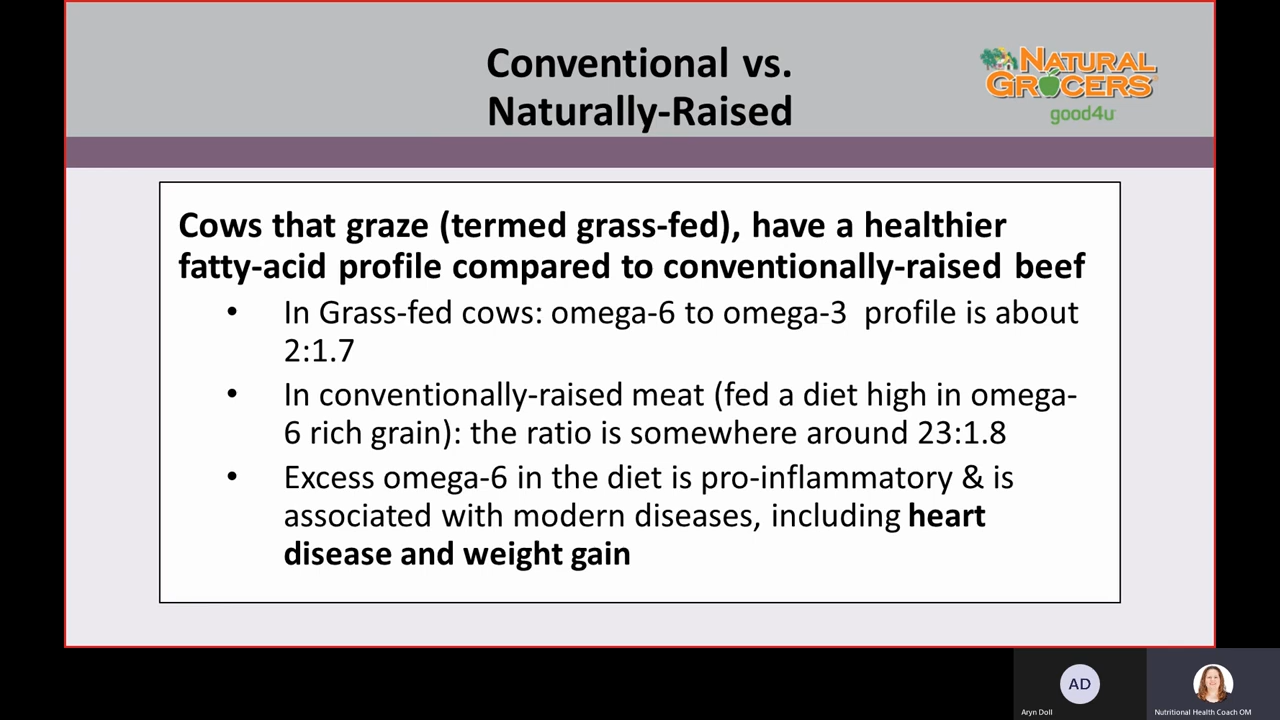 Conventional vs.
Naturally-Raised
NATURAL
GROCERS
good4u
Cows that graze (termed grass-fed), have a healthier
fatty-acid profile compared to conventionally-raised beef
• In Grass-fed cows: omega-6 to omega-3 profile is about
2:1.7
• In conventionally-raised meat (fed a diet high in omega-
6 rich grain): the ratio is somewhere around 23:1.8
• Excess omega-6 in the diet is pro-inflammatory & is
associated with modern diseases, including heart
disease and weight gain
AD
Aryn Doll
Nutritional Health Coach OM